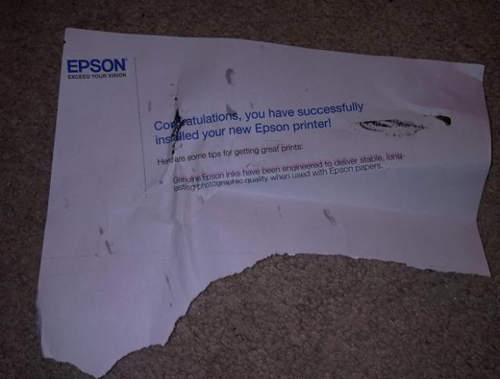 EPSON
EXCEED YOUR VISION
Congratulations, you have successfully
installed your new Epson printer!
Here are some tips for getting great prints:
Genuine Epson inks have been engineered to deliver stable, long-
lasting photographic quality when used with Epson papers.